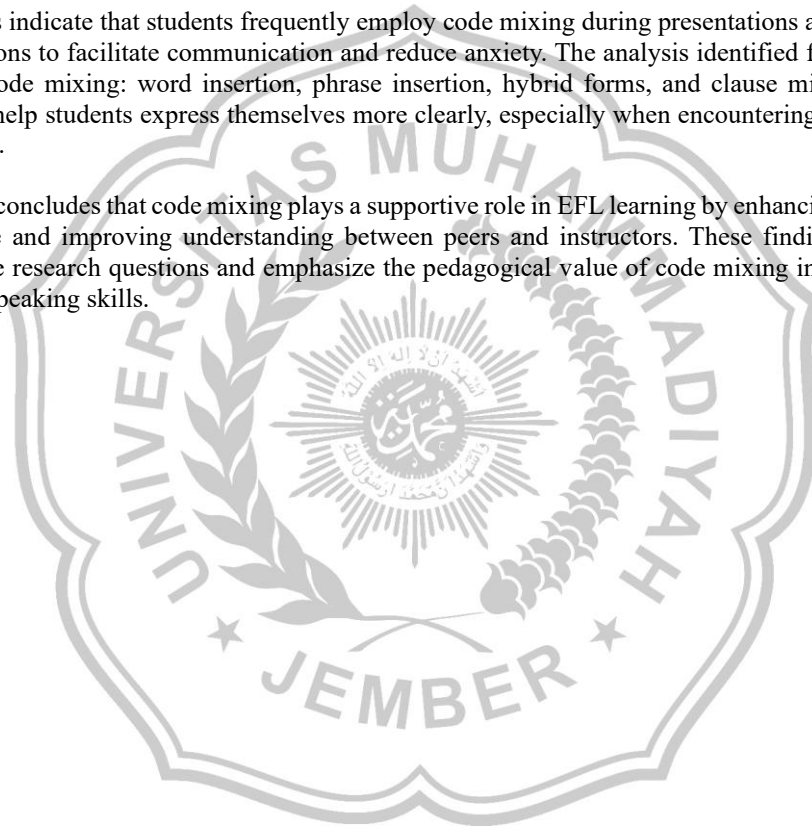 s indicate that students frequently employ code mixing during presentations a
ons to facilitate communication and reduce anxiety. The analysis identified f
ode mixing: word insertion, phrase insertion, hybrid forms, and clause mi
help students express themselves more clearly, especially when encountering
.
concludes that code mixing plays a supportive role in EFL learning by enhanci
e and improving understanding between peers and instructors. These findi
e research questions and emphasize the pedagogical value of code mixing in
peaking skills.
UNIVERSITAS MUHAMMADIYAH
JEMBER
محمد